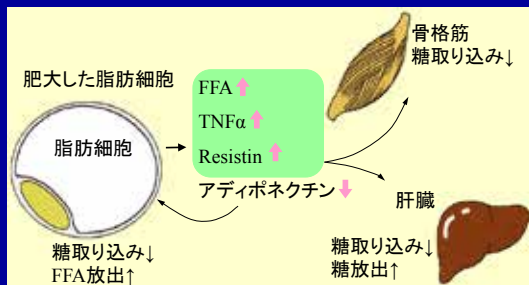 肥大した脂肪細胞
脂肪細胞
糖取り込み↓
FFA放出↑
FFA
TNFα
Resistin
アディポネクチン
骨格筋
糖取り込み↓
肝臓
糖取り込み↓
糖放出↑